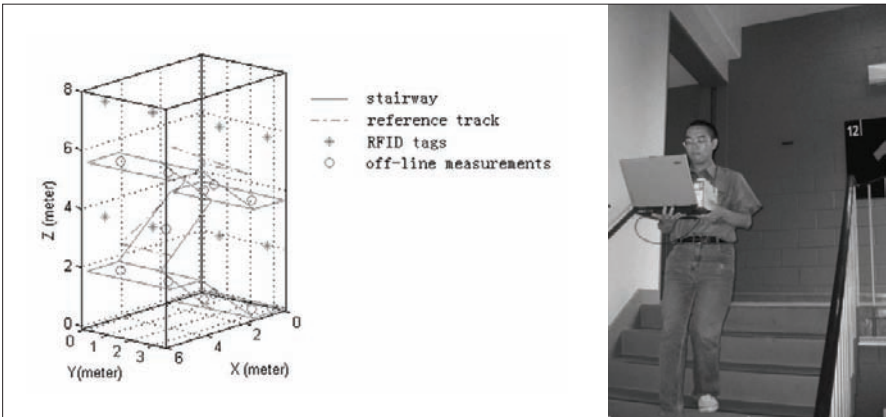 8
6
4
2
0
Z (meter)
0
1
2
3
6
4
2
0
Y(meter)
X (meter)
stairway
reference track
RFID tags
off-line measurements
12